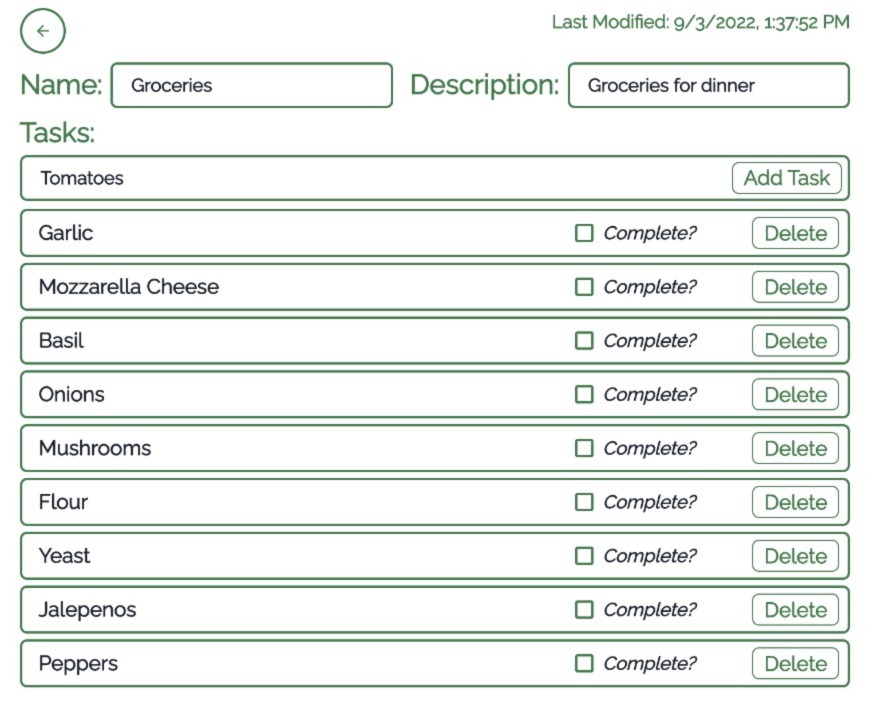 Last Modified: 9/3/2022, 1:37:52 PM
Name: Groceries Description: Groceries for dinner
Tasks:
Tomatoes Add Task
Garlic Complete? Delete
Mozzarella Cheese Complete? Delete
Basil Complete? Delete
Onions Complete? Delete
Mushrooms Complete? Delete
Flour Complete? Delete
Yeast Complete? Delete
Jalepenos Complete? Delete
Peppers Complete? Delete